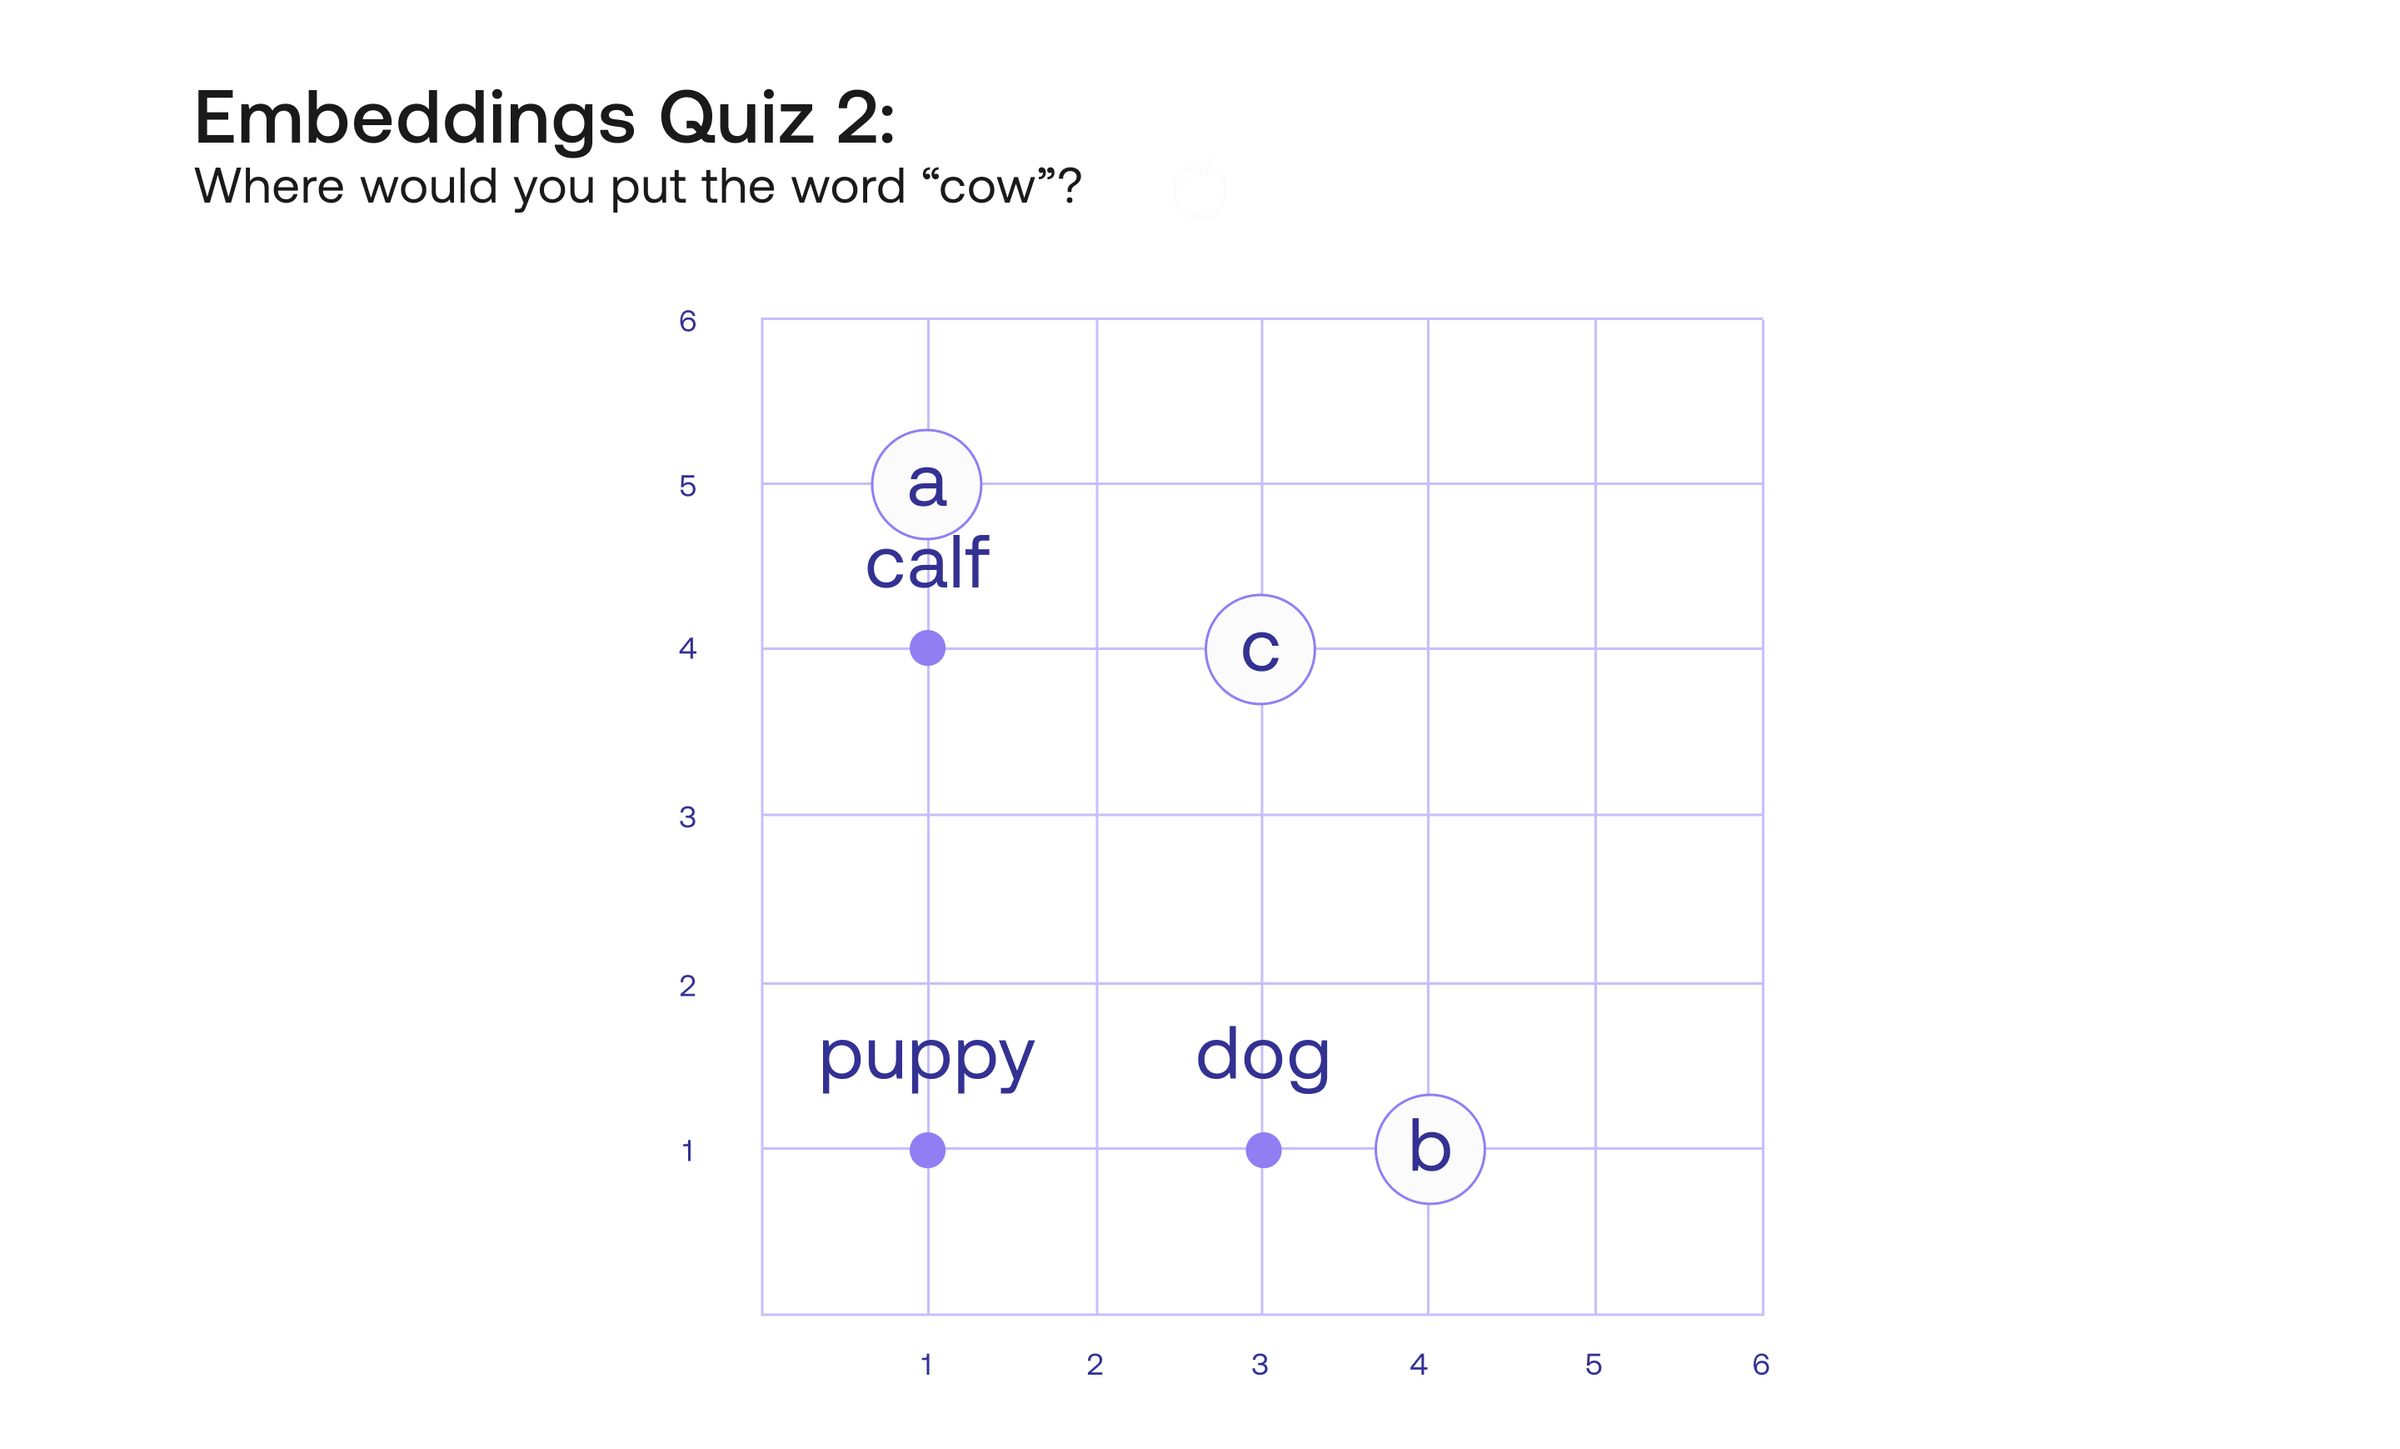 Embeddings Quiz 2:
Where would you put the word “cow”?
6
a
5
calf
4
c
3
2
puppy dog
1
b
1 2 3 4 5 6